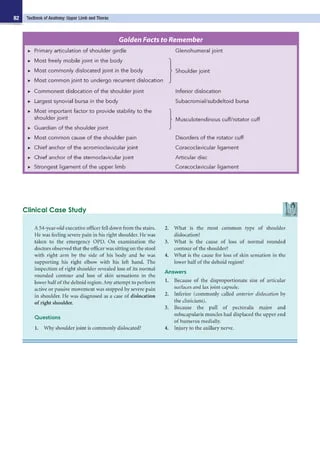 82 Textbook of Anatomy: Upper Limb and Thorax
Golden Facts to Remember
▸ Primary articulation of shoulder girdle Glenohumeral joint
▸ Most freely mobile joint in the body
▸ Most commonly dislocated joint in the body Shoulder joint
▸ Most common joint to undergo recurrent dislocation
▸ Commonest dislocation of the shoulder joint Inferior dislocation
▸ Largest synovial bursa in the body Subacromial/subdeltoid bursa
▸ Most important factor to provide stability to the
shoulder joint Musculotendinous cuff/rotator cuff
▸ Guardian of the shoulder joint
▸ Most common cause of the shoulder pain Disorders of the rotator cuff
▸ Chief anchor of the acromioclavicular joint Coracoclavicular ligament
▸ Chief anchor of the sternoclavicular joint Articular disc
▸ Strongest ligament of the upper limb Coracoclavicular ligament
Clinical Case Study
A 54-year-old executive officer fell down from the stairs.
He was feeling severe pain in his right shoulder. He was
taken to the emergency OPD. On examination the
doctors observed that the officer was sitting on the stool
with right arm by the side of his body and he was
supporting his right elbow with his left hand. The
inspection of right shoulder revealed loss of its normal
rounded contour and loss of skin sensations in the
lower half of the deltoid region. Any attempt to perform
active or passive movement was stopped by severe pain
in shoulder. He was diagnosed as a case of dislocation
of right shoulder.
Questions
1. Why shoulder joint is commonly dislocated?
2. What is the most common type of shoulder
dislocation?
3. What is the cause of loss of normal rounded
contour of the shoulder?
4. What is the cause for loss of skin sensation in the
lower half of the deltoid region?
Answers
1. Because of the disproportionate size of articular
surfaces and lax joint capsule.
2. Inferior (commonly called anterior dislocation by
the clinicians).
3. Because the pull of pectoralis major and
subscapularis muscles had displaced the upper end
of humerus medially.
4. Injury to the axillary nerve.